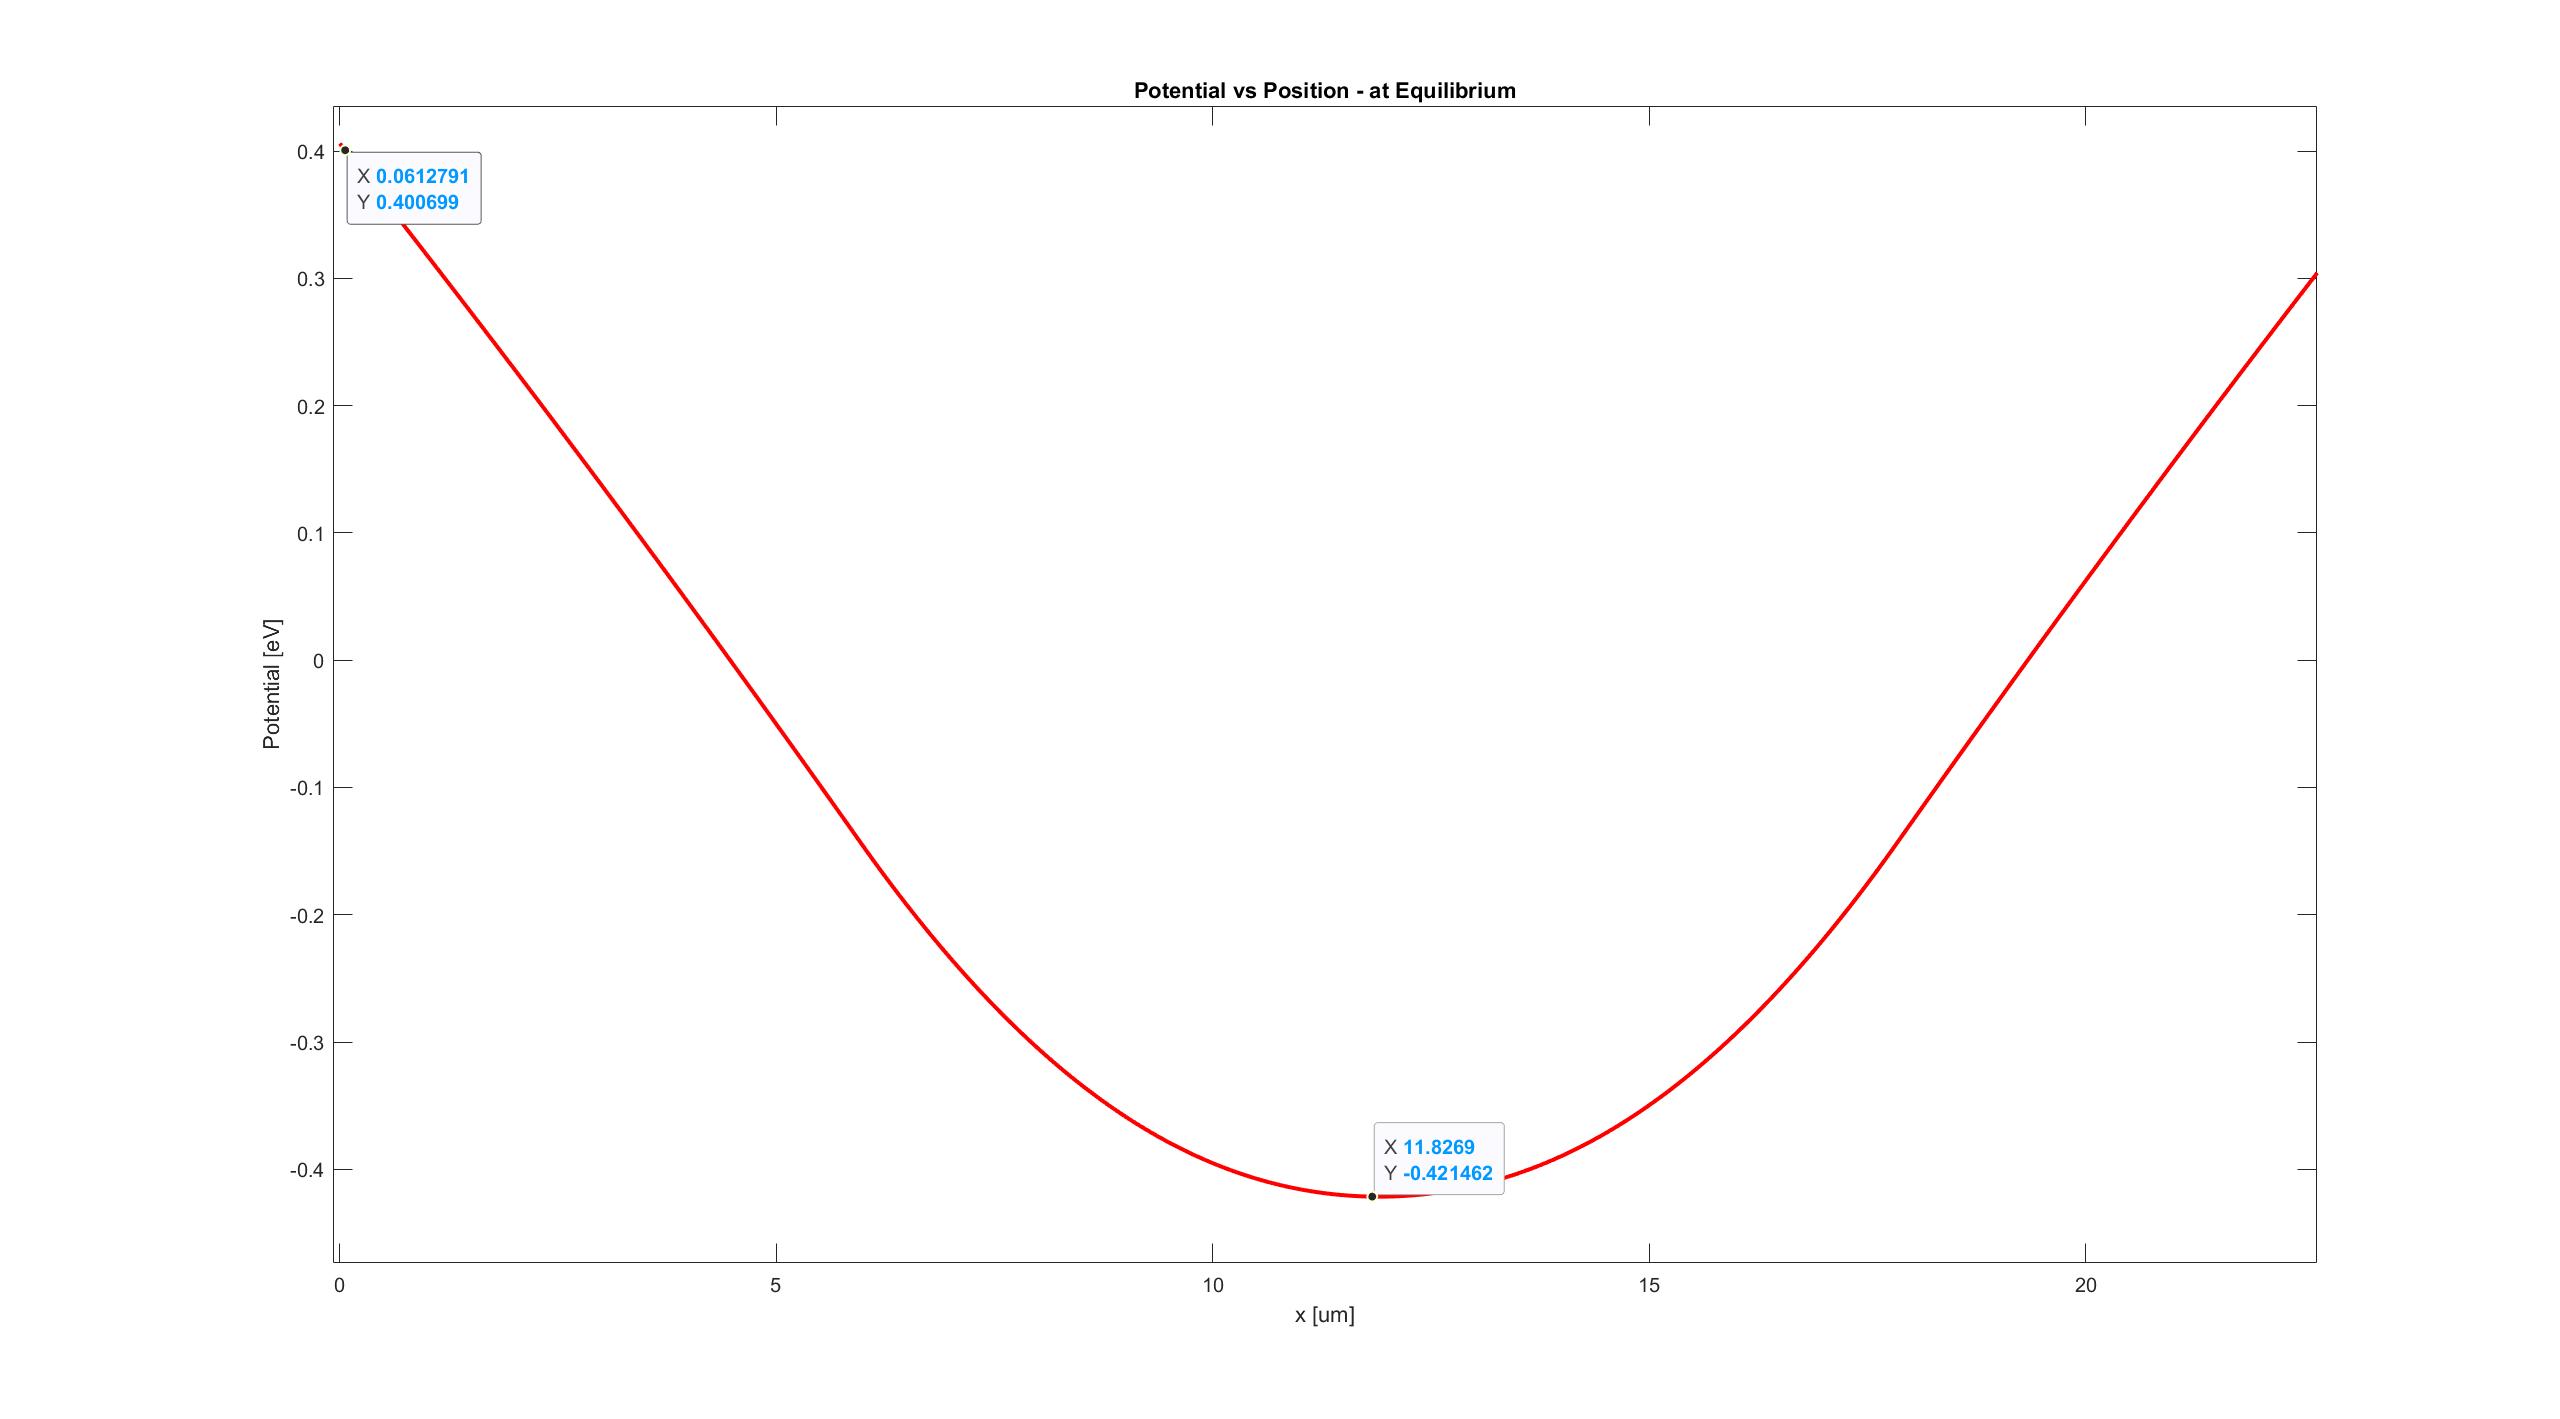 Potential vs Position - at Equilibrium
0.4
0.3
0.2
0.1
0
-0.1
-0.2
-0.3
-0.4
Potential [eV]
X 0.0612791
Y 0.400699
X 11.8269
Y -0.421462
0 5 10 15 20
x [um]